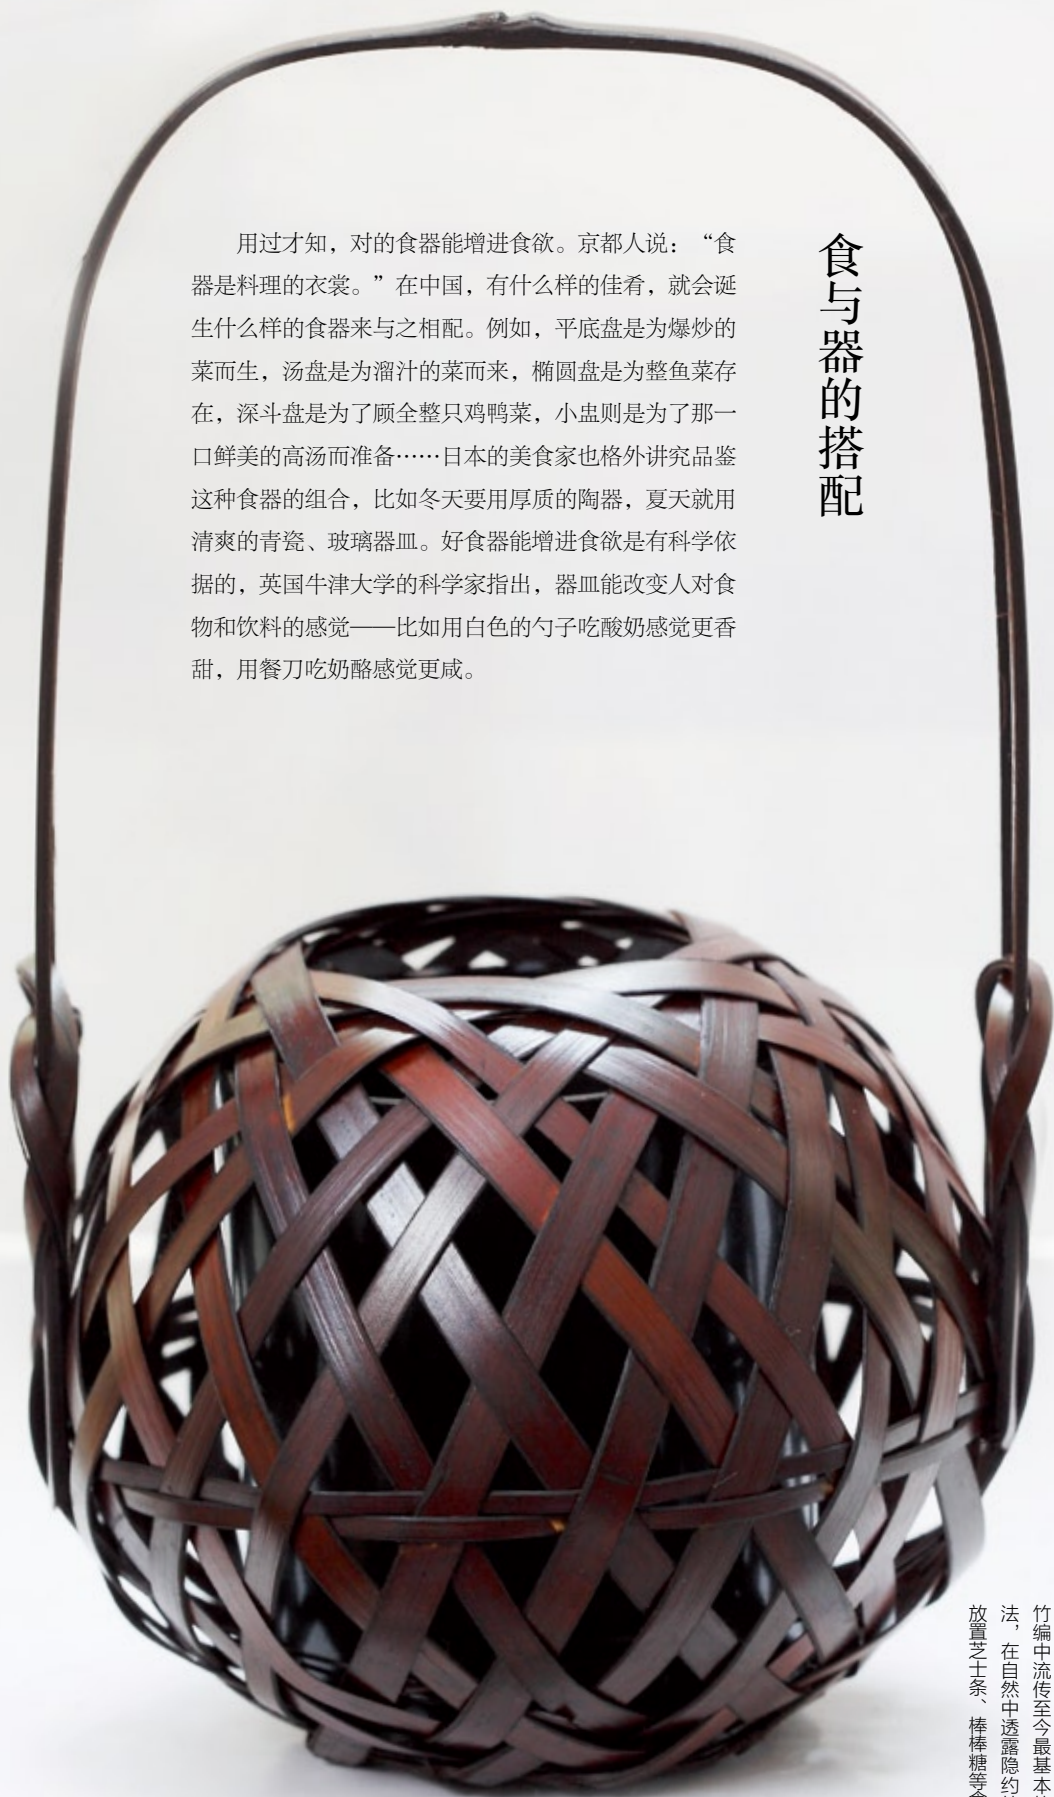 食与器的搭配
用过才知，对的食器能增进食欲。京都人说：“食
器是料理的衣裳。”在中国，有什么样的佳肴，就会诞
生什么样的食器来与之相配。例如，平底盘是为爆炒的
菜而生，汤盘是为溜汁的菜而来，椭圆盘是为整鱼菜存
在，深斗盘是为了顾全整只鸡鸭菜，小盅则是为了那一
口鲜美的高汤而准备……日本的美食家也格外讲究品鉴
这种食器的组合，比如冬天要用厚质的陶器，夏天就用
清爽的青瓷、玻璃器皿。好食器能增进食欲是有科学依
据的，英国牛津大学的科学家指出，器皿能改变人对食
物和饮料的感觉——比如用白色的勺子吃酸奶感觉更香
甜，用餐刀吃奶酪感觉更咸。
竹编中流传至今最基本
法，在自然中透露隐约
放置芝士条、棒棒糖等